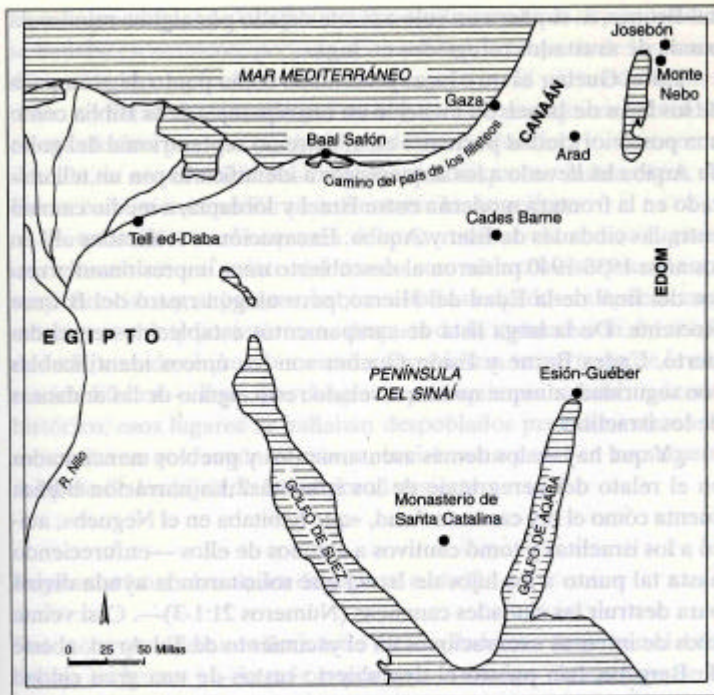 Josebón
Monte
Nebo
MAR MEDITERRÁNEO
Gaza
CANAÁN
Baal Safón
Arad
Camino del país de los filisteos
Tell ed-Daba
Cades Barne
EDOM
EGIPTO
PENÍNSULA
DEL SINAÍ
Esión-Guéber
R. Nilo
GOLFO DE SUEZ
Monasterio de
Santa Catalina
GOLFO DE AQABA
0 25 50 Millas